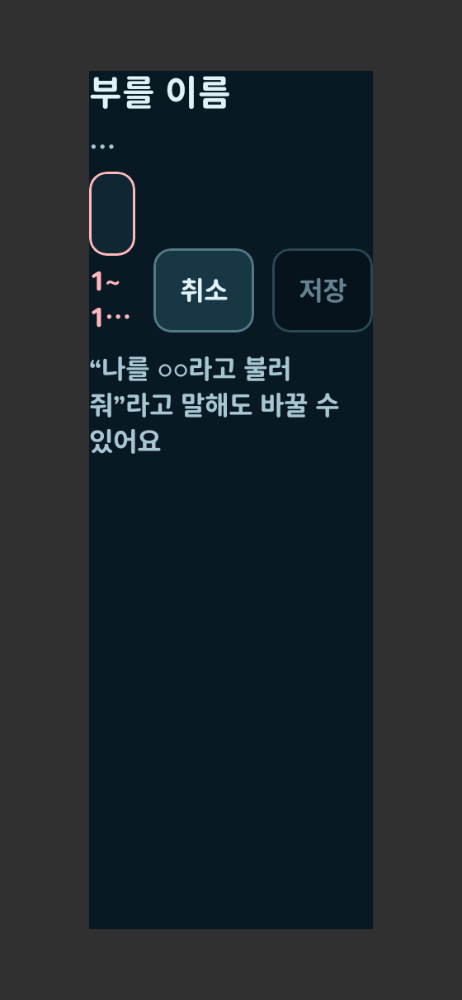 부를 이름
…
1~
1…
취소
저장
“나를 ○○라고 불러
줘”라고 말해도 바꿀 수
있어요